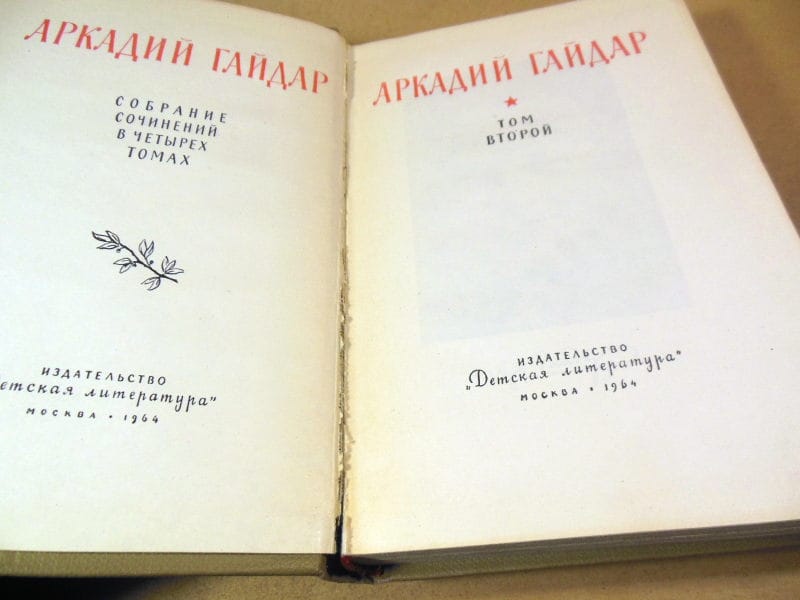 АРКАДИЙ ГАЙДАР
СОБРАНИЕ
СОЧИНЕНИЙ
В ЧЕТЫРЕХ
ТОМАХ
ИЗДАТЕЛЬСТВО
етская литература"
МОСКВА • 1964
АРКАДИЙ ГАЙДАР
ТОМ
ВТОРОЙ
ИЗДАТЕЛЬСТВО
„Детская литература"
МОСКВА • 1964